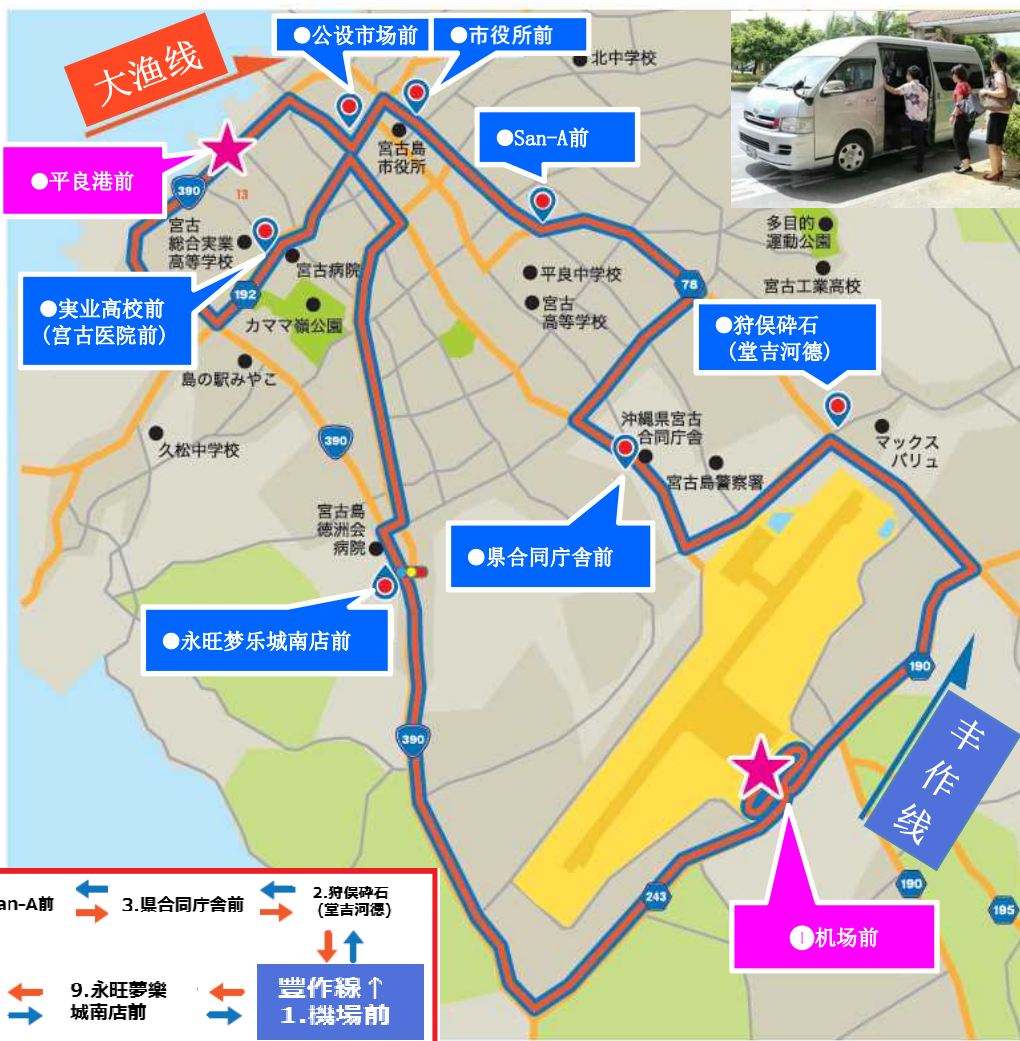 ●公设市场前
●市役所前
●北中学校
大渔线
宮古島
市役所
●San-A前
●平良港前
390
13
宮古
総合実業
高等学校
宮古病院
多目的
運動公園
宮古工業高校
平良中学校
宮古
高等学校
78
192
●実业高校前
(宫古医院前)
カママ嶺公園
●狩俣砕石
(堂吉河德)
島の駅みやこ
390
久松中学校
沖縄県宮古
合同庁舎
マックス
バリュ
宮古島警察署
宮古島
徳洲会
病院
●県合同庁舎前
●永旺梦乐城南店前
190
390
丰作线
243
190
195
❶机场前
an-A前
3.県合同庁舎前
2.狩俣砕石
(堂吉河德)
9.永旺夢樂
城南店前
豐作線↑
1.機場前